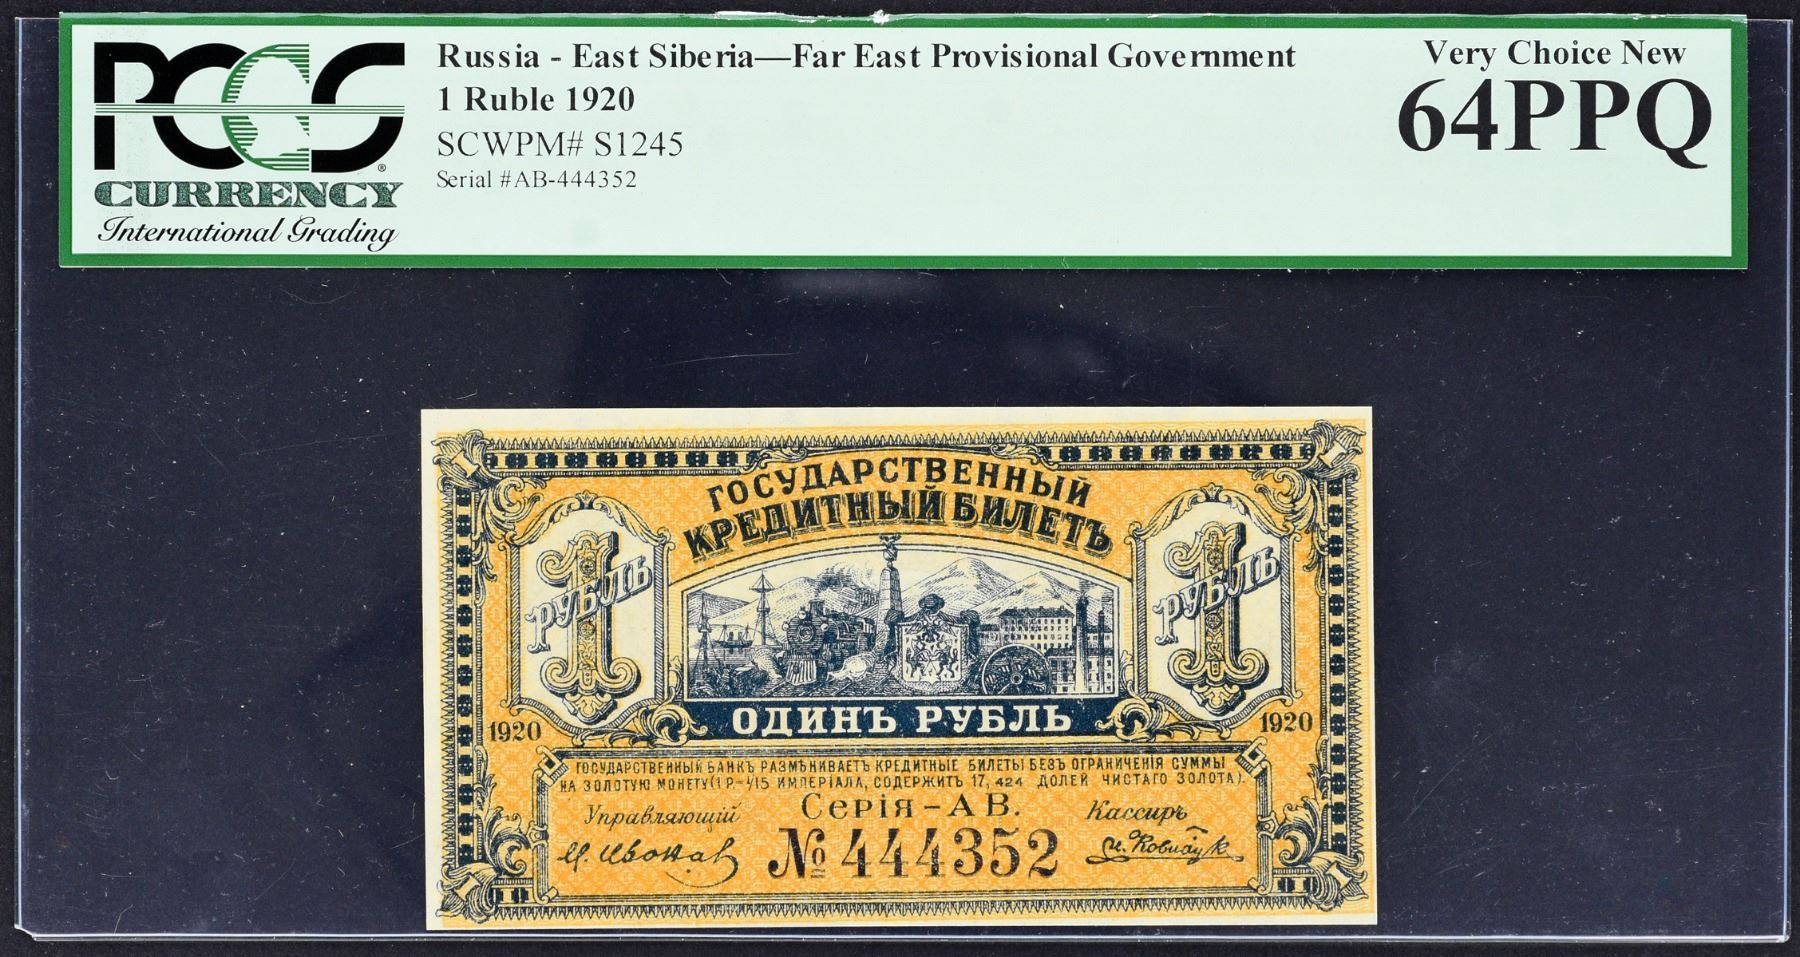 PCGS
CURRENCY
International Grading
Russia - East Siberia—Far East Provisional Government
1 Ruble 1920
SCWPM# S1245
Serial #AB-444352
Very Choice New
64PPQ
ГОСУДАРСТВЕННЫЙ
КРЕДИТНЫЙ БИЛЕТЪ
1 РУБЛЬ
1 РУБЛЬ
ОДИНЪ РУБЛЬ
1920
1920
ГОСУДАРСТВЕННЫЙ БАНКЪ РАЗМѢНИВАЕТЪ КРЕДИТНЫЕ БИЛЕТЫ БЕЗЪ ОГРАНИЧЕНІЯ СУММЫ
НА ЗОЛОТУЮ МОНЕТУ (1 Р.-1/15 ИМПЕРІАЛА, СОДЕРЖИТЪ 17,424 ДОЛЕЙ ЧИСТАГО ЗОЛОТА).
Управляющій
Серія - АВ.
Кассиръ
№ 444352